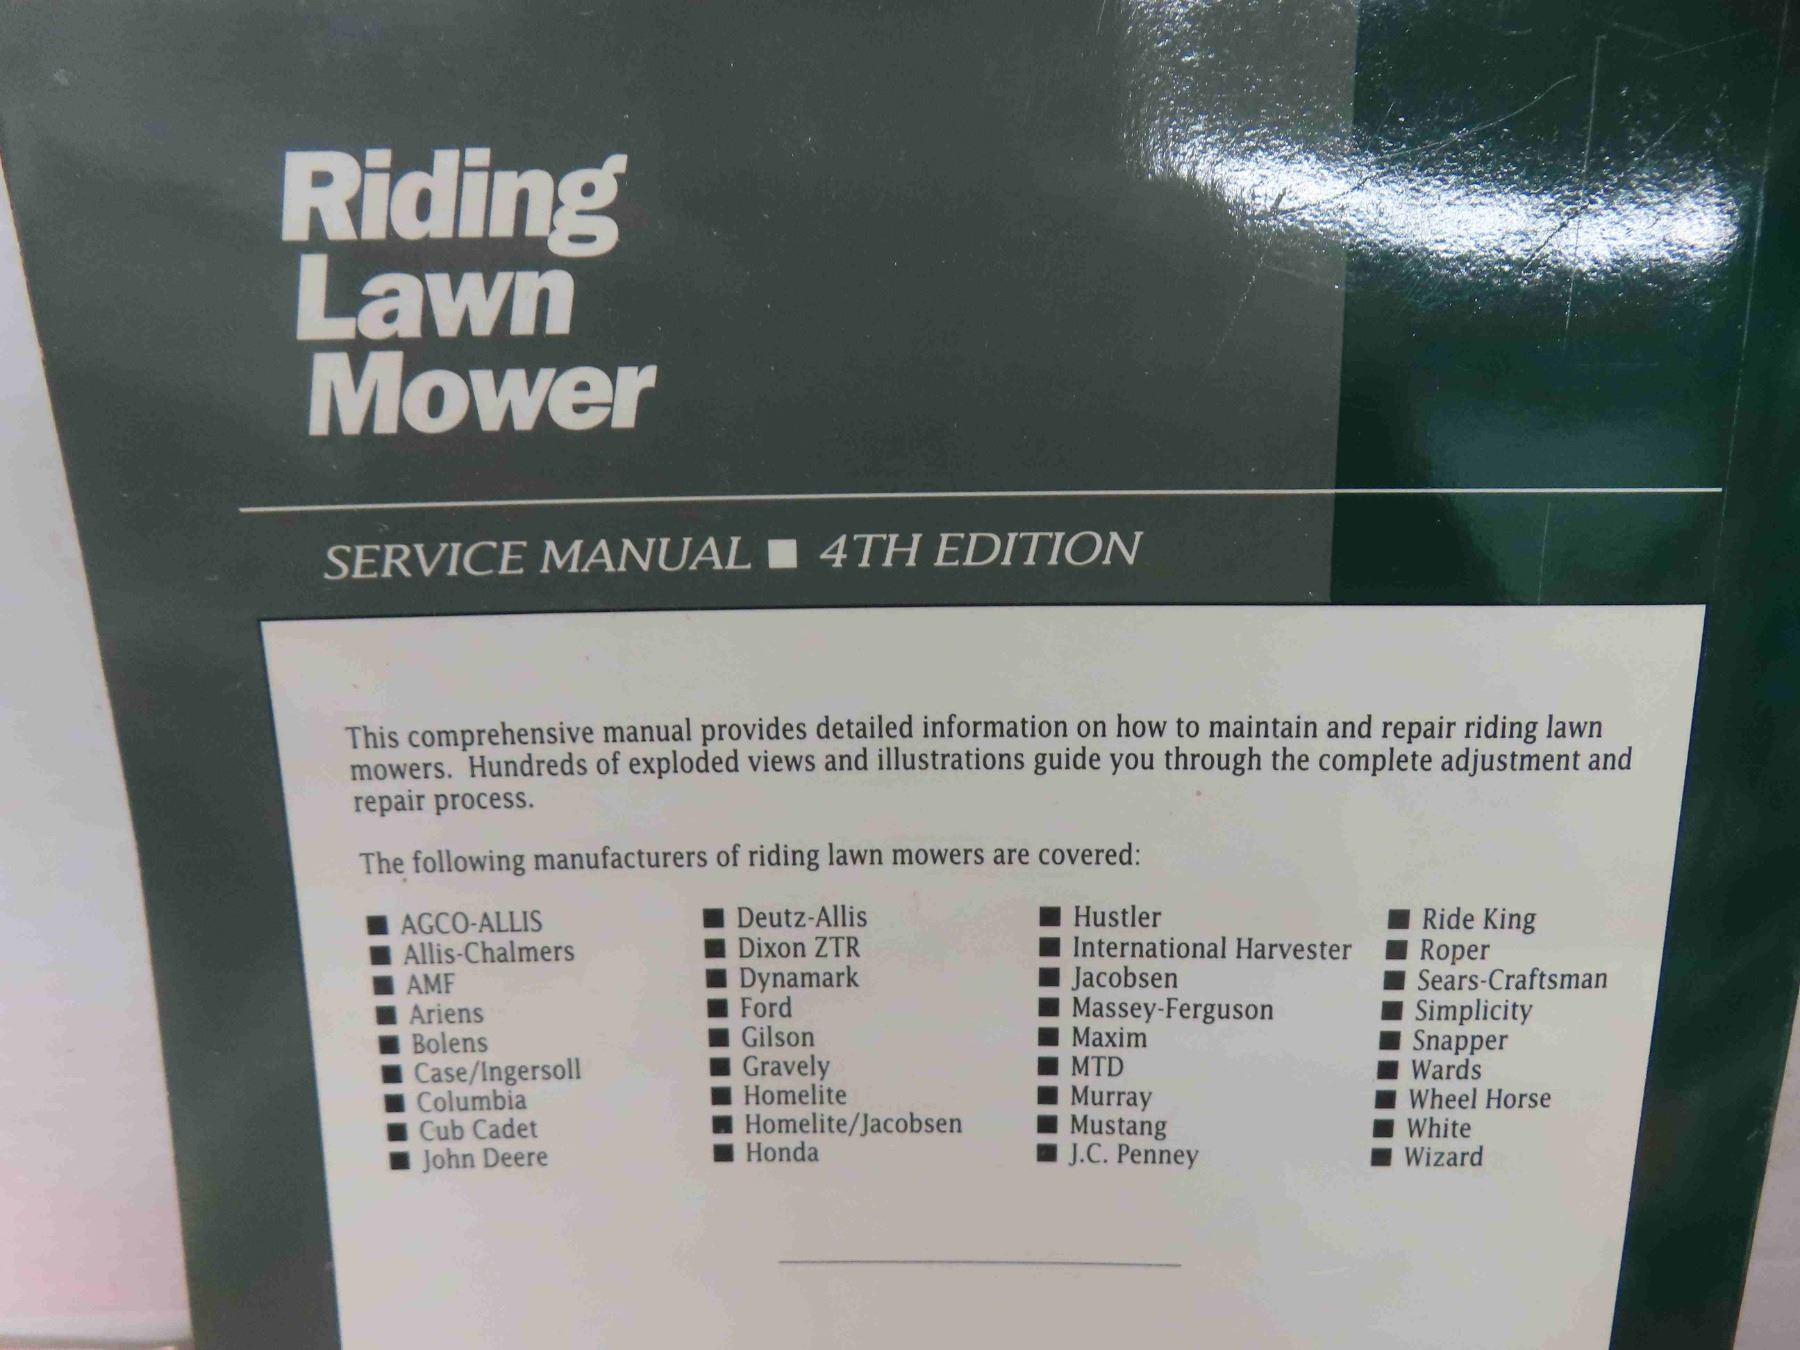 Riding
Lawn
Mower
SERVICE MANUAL ■ 4TH EDITION
This comprehensive manual provides detailed information on how to maintain and repair riding lawn
mowers. Hundreds of exploded views and illustrations guide you through the complete adjustment and
repair process.
The following manufacturers of riding lawn mowers are covered:
■ AGCO-ALLIS
■ Allis-Chalmers
■ AMF
■ Ariens
■ Bolens
■ Case/Ingersoll
■ Columbia
■ Cub Cadet
■ John Deere
■ Deutz-Allis
■ Dixon ZTR
■ Dynamark
■ Ford
■ Gilson
■ Gravely
■ Homelite
■ Homelite/Jacobsen
■ Honda
■ Hustler
■ International Harvester
■ Jacobsen
■ Massey-Ferguson
■ Maxim
■ MTD
■ Murray
■ Mustang
■ J.C. Penney
■ Ride King
■ Roper
■ Sears-Craftsman
■ Simplicity
■ Snapper
■ Wards
■ Wheel Horse
■ White
■ Wizard